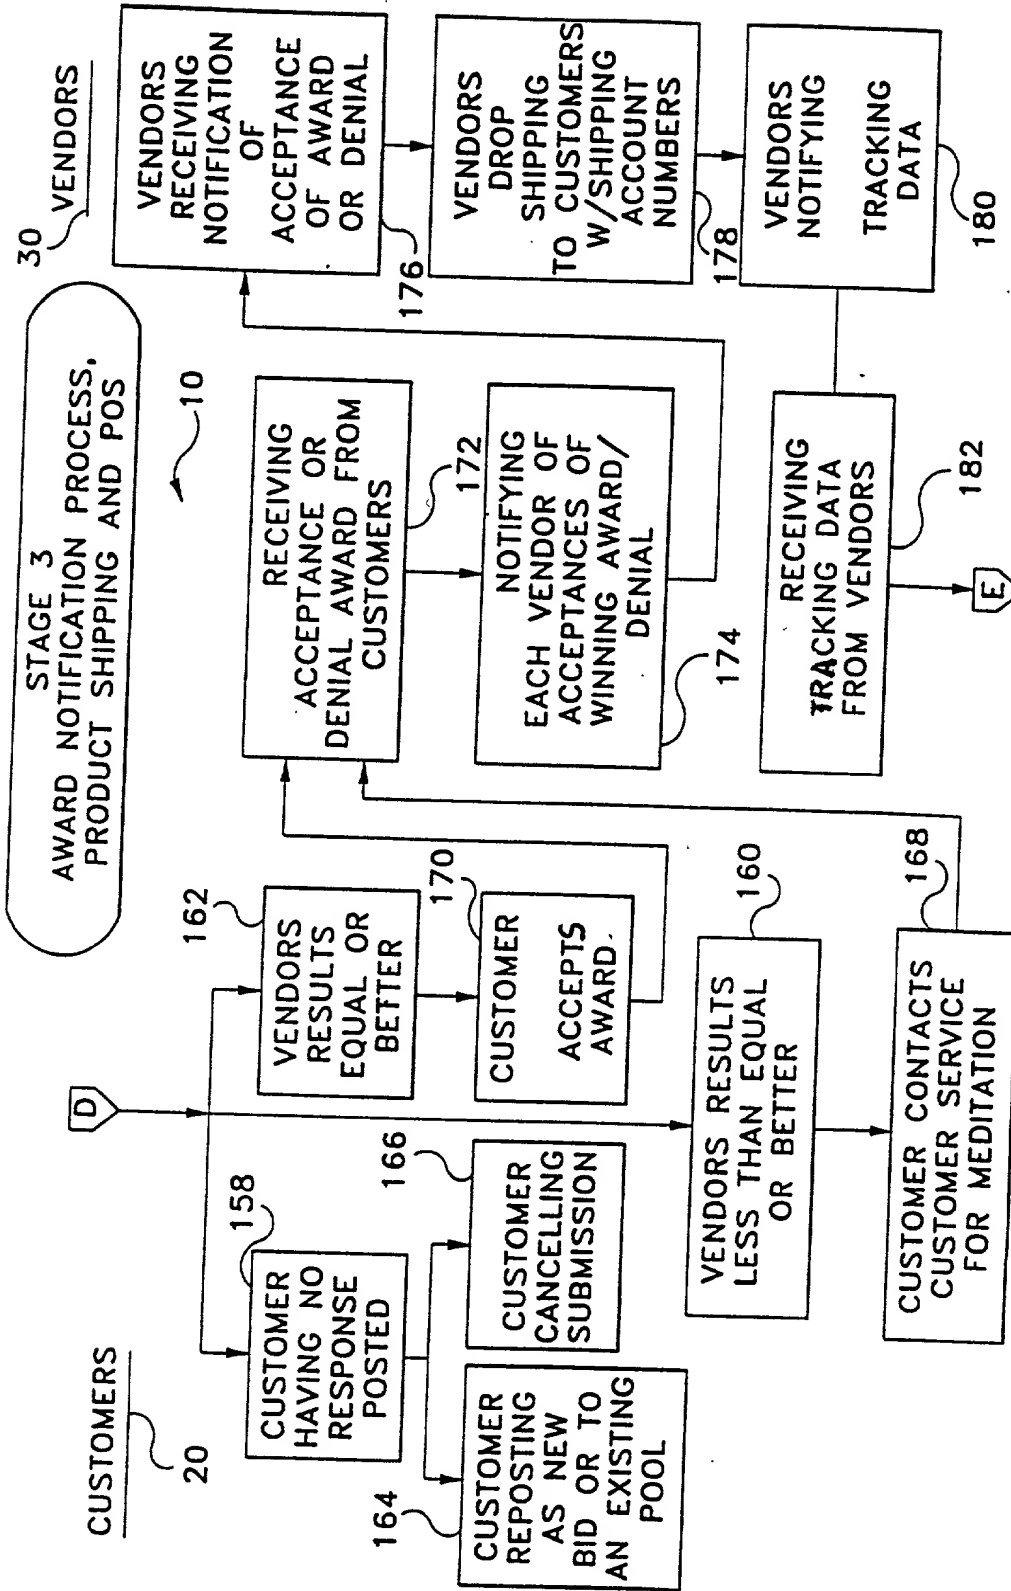 STAGE 3
AWARD NOTIFICATION PROCESS,
PRODUCT SHIPPING AND POS
10
CUSTOMERS
20
D
CUSTOMER
HAVING NO
RESPONSE
POSTED
158
CUSTOMER
REPOSTING
AS NEW
BID OR TO
AN EXISTING
POOL
164
CUSTOMER
CANCELLING
SUBMISSION
166
VENDORS
RESULTS
EQUAL OR
BETTER
162
CUSTOMER
ACCEPTS
AWARD.
170
VENDORS RESULTS
LESS THAN EQUAL
OR BETTER
160
CUSTOMER CONTACTS
CUSTOMER SERVICE
FOR MEDITATION
168
RECEIVING
ACCEPTANCE OR
DENIAL AWARD FROM
CUSTOMERS
172
NOTIFYING
EACH VENDOR OF
ACCEPTANCES OF
WINNING AWARD/
DENIAL
174
RECEIVING
TRACKING DATA
FROM VENDORS
182
E
30
VENDORS
VENDORS
RECEIVING
NOTIFICATION
OF
ACCEPTANCE
OF AWARD
OR DENIAL
176
VENDORS
DROP
SHIPPING
TO CUSTOMERS
W/SHIPPING
ACCOUNT
NUMBERS
178
VENDORS
NOTIFYING
TRACKING
DATA
180